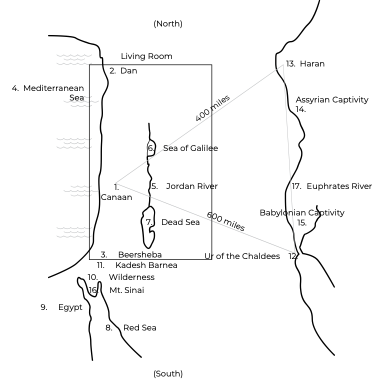 (North)
Living Room
2. Dan
13. Haran
4. Mediterranean
Sea
400 miles
Assyrian Captivity
14.
6. Sea of Galilee
1.
Canaan
5. Jordan River
17. Euphrates River
7. Dead Sea
600 miles
Babylonian Captivity
15.
3. Beersheba
Ur of the Chaldees 12.
11. Kadesh Barnea
10. Wilderness
16. Mt. Sinai
9. Egypt
8. Red Sea
(South)